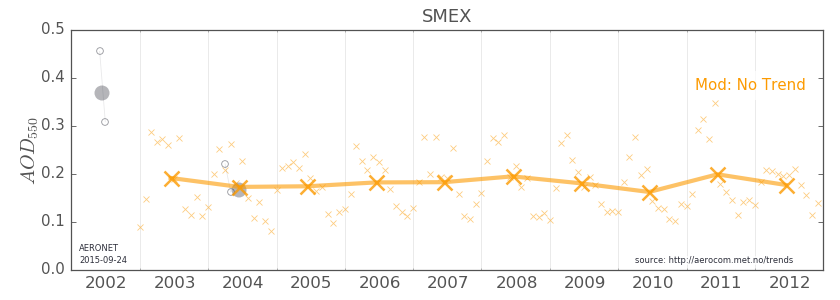 SMEX
0.5
0.4
0.3
0.2
0.1
0.0
AOD550
Mod: No Trend
AERONET
2015-09-24
source: http://aerocom.met.no/trends
2002 2003 2004 2005 2006 2007 2008 2009 2010 2011 2012